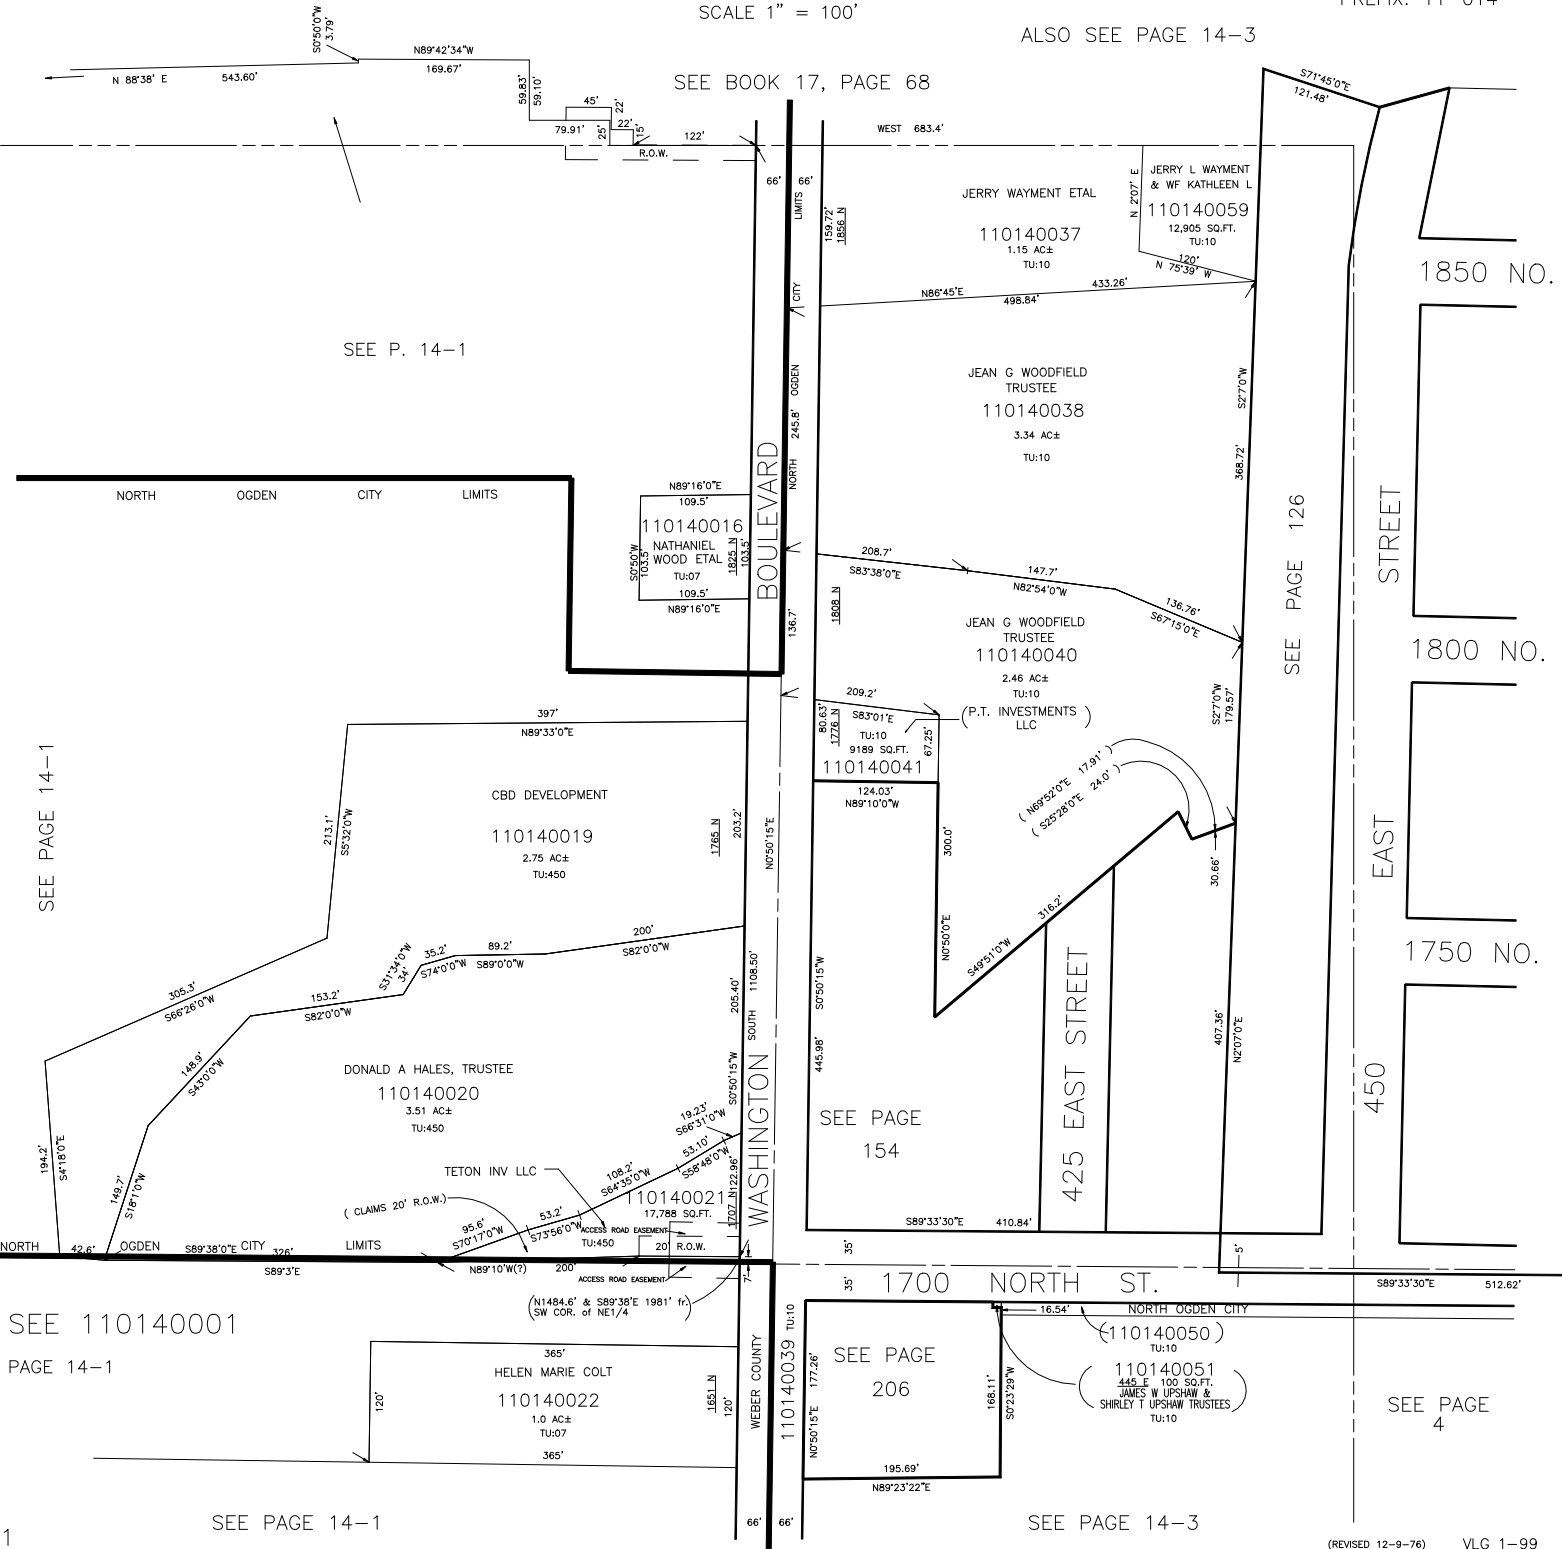 SCALE 1" = 100'
ALSO SEE PAGE 14-3
SEE BOOK 17, PAGE 68
S0°50'0"W
3.79'
N 88°38' E
543.60'
N89°42'34"W
169.67'
59.83'
59.10'
45'
22'
79.91'
25'
22'
15'
122'
R.O.W.
WEST 683.4'
S71°45'0"E
121.48'
66'
66'
NORTH OGDEN CITY LIMITS
159.72'
1856 N
JERRY WAYMENT ETAL
110140037
1.15 AC±
TU:10
N 2°07' E
JERRY L WAYMENT
& WF KATHLEEN L
110140059
12,905 SQ.FT.
TU:10
120'
N 75°39' W
N86°45'E
498.84'
433.26'
1850 NO.
SEE P. 14-1
245.8'
JEAN G WOODFIELD
TRUSTEE
110140038
3.34 AC±
TU:10
S2°7'0"W
368.72'
NORTH OGDEN CITY LIMITS
N89°16'0"E
109.5'
110140016
NATHANIEL
WOOD ETAL
TU:07
S0°50'W
103.5'
1825 N
103.5'
109.5'
N89°16'0"E
BOULEVARD
136.7'
208.7'
S83°38'0"E
147.7'
N82°54'0"W
136.76'
S67°15'0"E
1808 N
JEAN G WOODFIELD
TRUSTEE
110140040
2.46 AC±
TU:10
(P.T. INVESTMENTS
LLC)
S2°7'0"W
179.57'
SEE PAGE 126
STREET
1800 NO.
209.2'
S83°01'E
80.63'
1776 N
TU:10
9189 SQ.FT.
110140041
67.25'
124.03'
N89°10'0"W
( N69°52'0"E 17.91' )
( S25°28'0"E 24.0' )
397'
N89°33'0"E
SEE PAGE 14-1
213.1'
S5°32'0"W
CBD DEVELOPMENT
110140019
2.75 AC±
TU:450
1765 N
203.2'
N0°50'15"E
300.0'
N0°50'0"E
30.66'
EAST
316.2'
S49°51'0"W
1750 NO.
305.3'
S66°26'0"W
153.2'
S82°0'0"W
S31°34'0"W
34'
35.2'
S74°0'0"W
89.2'
S89°0'0"W
200'
S82°0'0"W
205.40'
SOUTH 1108.50'
S0°50'15"W
S0°50'15"W
445.98'
407.36'
N2°07'0"E
148.9'
S43°0'0"W
DONALD A HALES, TRUSTEE
110140020
3.51 AC±
TU:450
WASHINGTON
425 EAST STREET
450
SEE PAGE
154
194.2'
S4°18'0"E
149.7'
S18°1'0"W
TETON INV LLC
( CLAIMS 20' R.O.W.)
95.6'
S70°17'0"W
53.2'
S73°56'0"W
108.2'
S64°35'0"W
53.10'
S58°48'0"W
19.23'
S66°31'0"W
110140021
17,788 SQ.FT.
ACCESS ROAD EASEMENT
TU:450
20' R.O.W.
1707 N
122.96'
S89°33'30"E 410.84'
NORTH OGDEN CITY LIMITS
42.6'
S89°38'0"E
326'
S89°3'E
N89°10'W(?)
200'
ACCESS ROAD EASEMENT
7'
35'
35'
1700 NORTH ST.
5'
S89°33'30"E 512.62'
(N1484.6' & S89°38'E 1981' fr.
SW COR. of NE1/4)
SEE 110140001
PAGE 14-1
365'
HELEN MARIE COLT
110140022
1.0 AC±
TU:07
120'
1651 N
120'
365'
WEBER COUNTY
110140039 TU:10
N0°50'15"E 177.26'
SEE PAGE
206
195.69'
N89°23'22"E
168.11'
S0°23'29"W
16.54'
NORTH OGDEN CITY
(110140050)
TU:10
110140051
445 E 100 SQ.FT.
JAMES W UPSHAW &
SHIRLEY T UPSHAW TRUSTEES
TU:10
SEE PAGE
4
SEE PAGE 14-1
66'
66'
SEE PAGE 14-3
1
(REVISED 12-9-76)
VLG 1-99